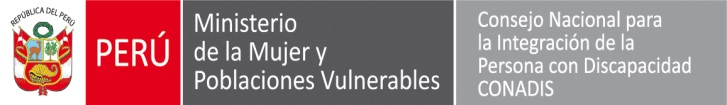 REPÚBLICA DEL PERÚ
PERÚ
Ministerio
de la Mujer y
Poblaciones Vulnerables
Consejo Nacional para
la Integración de la
Persona con Discapacidad
CONADIS